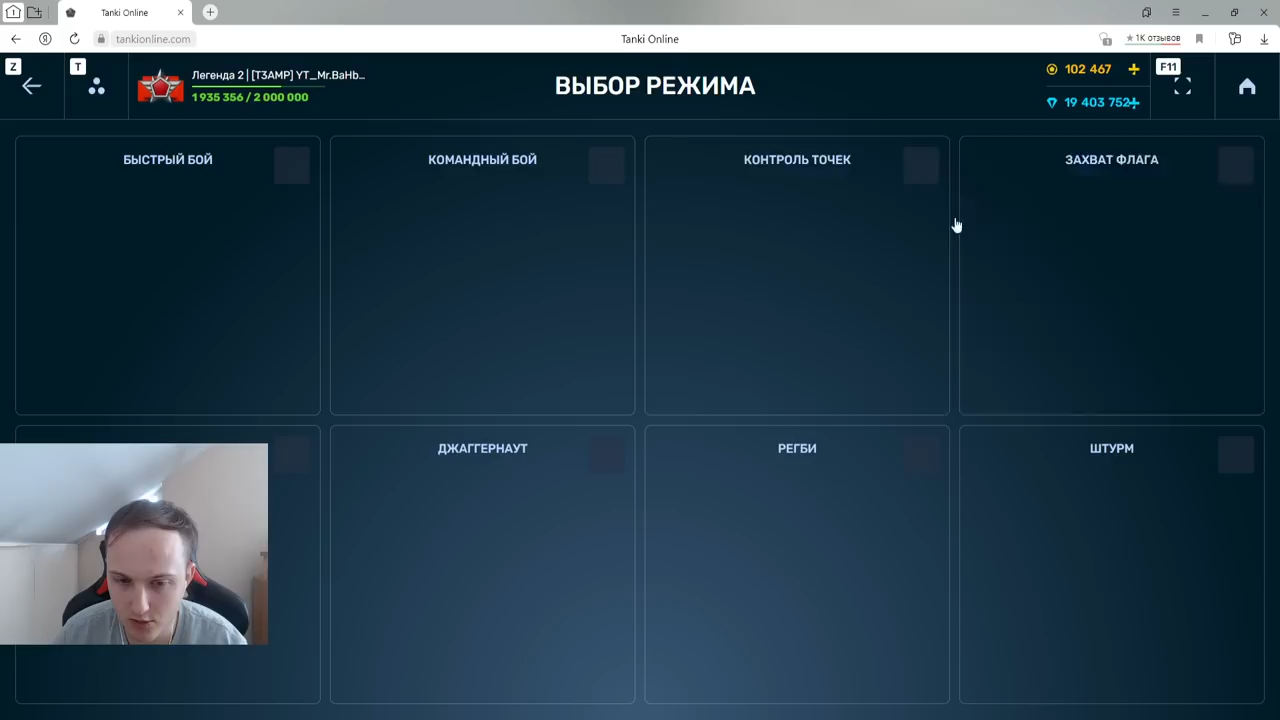 Tanki Online
tankionline.com
Tanki Online
1K отзывов
Z
T
Легенда 2 | [T3AMP] YT_Mr.BaHb...
1 935 356 / 2 000 000
ВЫБОР РЕЖИМА
102 467
19 403 752
F11
БЫСТРЫЙ БОЙ
КОМАНДНЫЙ БОЙ
КОНТРОЛЬ ТОЧЕК
ЗАХВАТ ФЛАГА
ДЖАГГЕРНАУТ
РЕГБИ
ШТУРМ